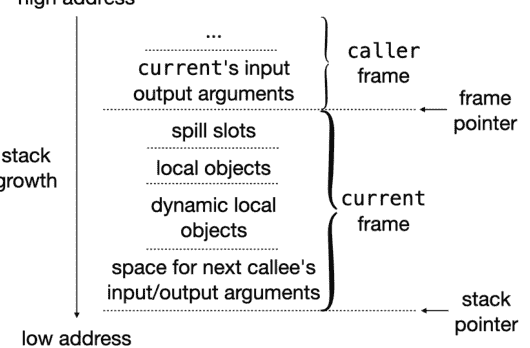 high address
...
current's input
output arguments
caller
frame
frame
pointer
spill slots
local objects
dynamic local
objects
space for next callee's
input/output arguments
current
frame
stack
growth
stack
pointer
low address